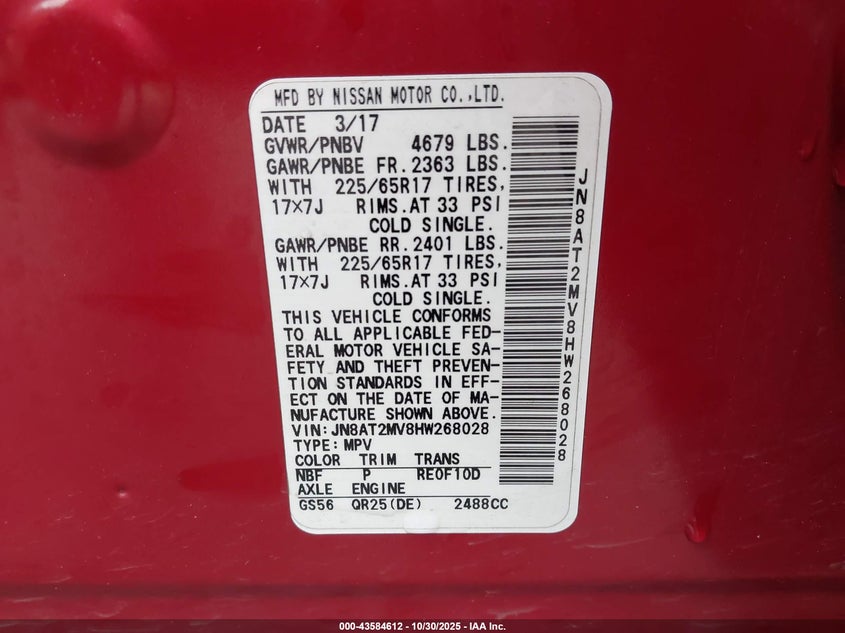 MFD BY NISSAN MOTOR CO.,LTD.
DATE 3/17
GVWR/PNBV 4679 LBS.
GAWR/PNBE FR. 2363 LBS.
WITH 225/65R17 TIRES,
17×7J RIMS. AT 33 PSI
COLD SINGLE.
GAWR/PNBE RR. 2401 LBS.
WITH 225/65R17 TIRES,
17×7J RIMS. AT 33 PSI
COLD SINGLE.
THIS VEHICLE CONFORMS
TO ALL APPLICABLE FED-
ERAL MOTOR VEHICLE SA-
FETY AND THEFT PREVEN-
TION STANDARDS IN EFF-
ECT ON THE DATE OF MA-
NUFACTURE SHOWN ABOVE.
VIN: JN8AT2MV8HW268028
TYPE: MPV
COLOR TRIM TRANS
NBF P RE0F10D
AXLE ENGINE
GS56 QR25(DE) 2488CC
JN8AT2MV8HW268028
000-43584612 • 10/30/2025 • IAA Inc.